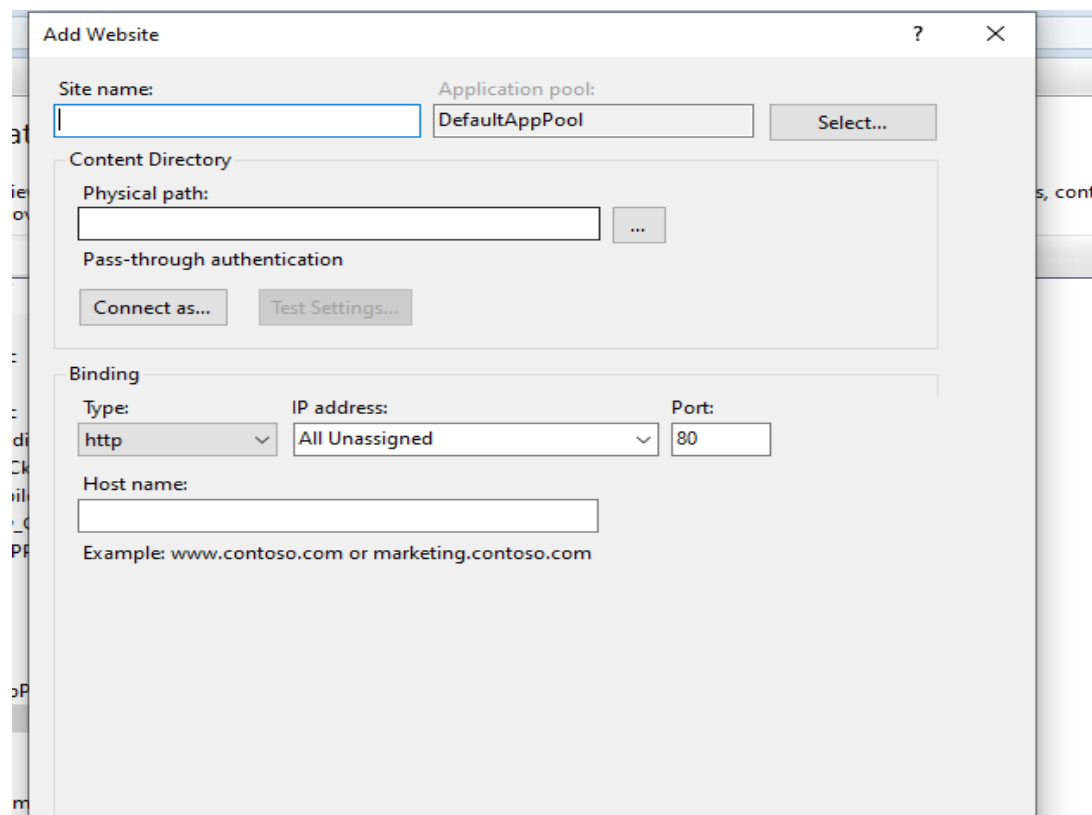 Add Website
?
Site name:
Application pool:
DefaultAppPool
Select...
Content Directory
Physical path:
...
Pass-through authentication
Connect as...
Test Settings...
Binding
Type:
IP address:
Port:
http
All Unassigned
80
Host name:
Example: www.contoso.com or marketing.contoso.com